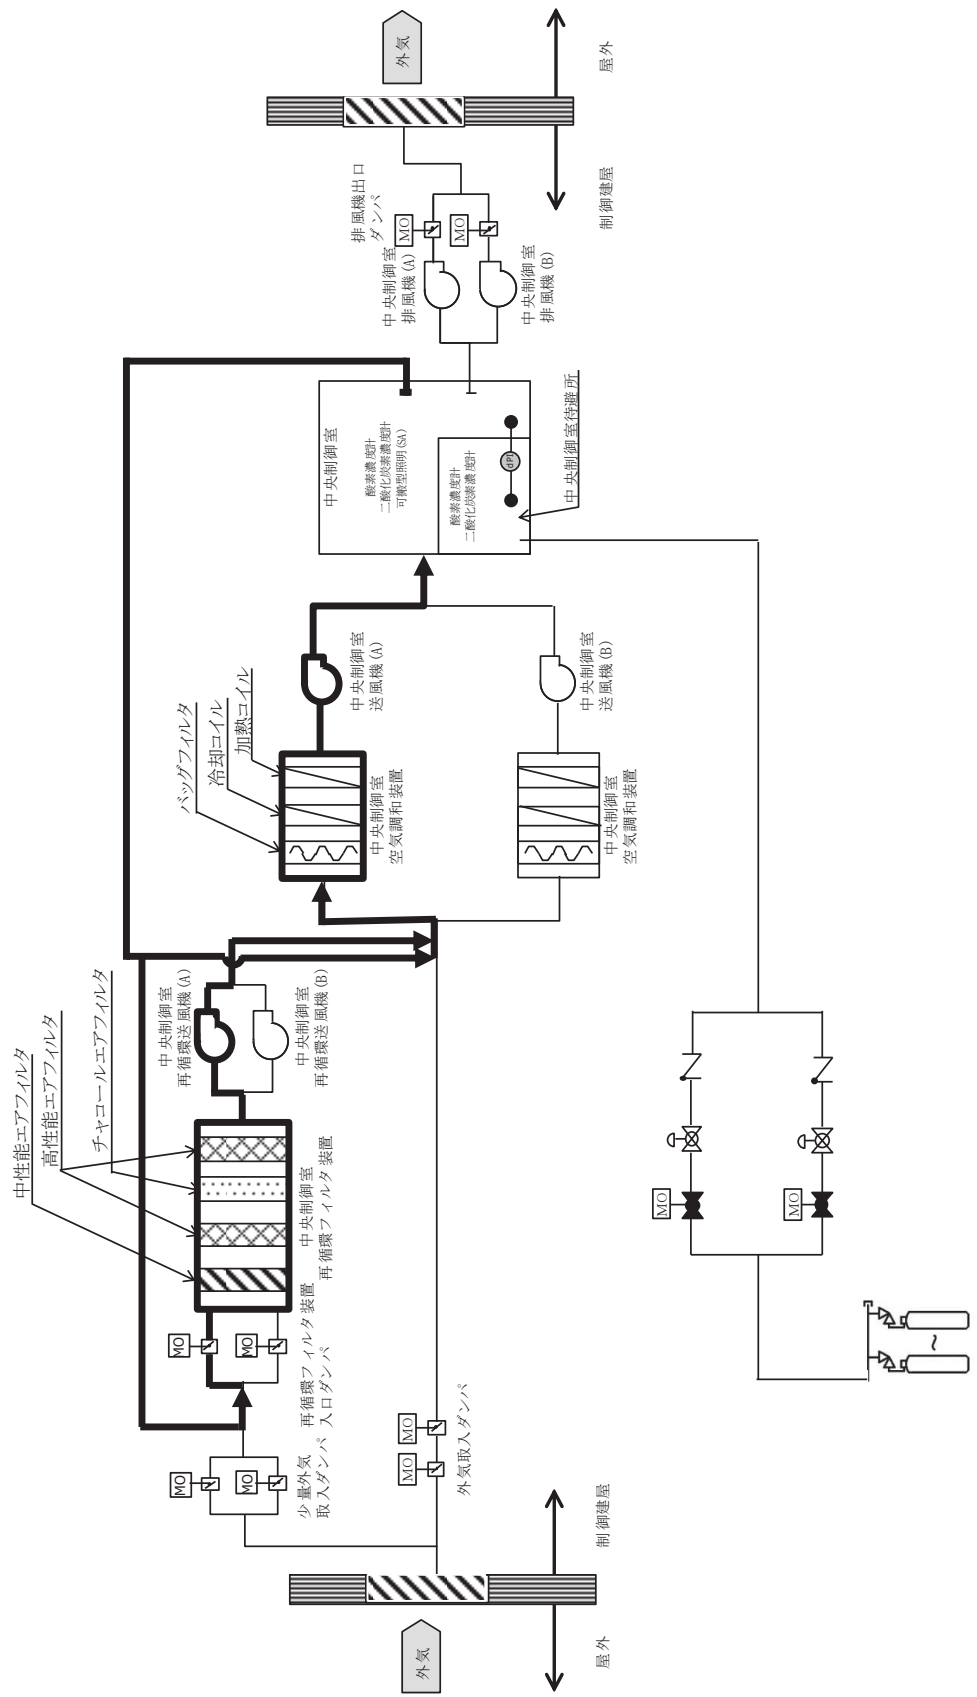 外気
屋外
制御建屋
少量外気
取入ダンパ
MO
MO
外気取入ダンパ
MO
MO
再循環フィルタ装置
入口ダンパ
MO
MO
中性能エアフィルタ
高性能エアフィルタ
チャコールエアフィルタ
中央制御室
再循環フィルタ装置
中央制御室
再循環送風機(A)
中央制御室
再循環送風機(B)
バッグフィルタ
冷却コイル
加熱コイル
中央制御室
空気調和装置
中央制御室
空気調和装置
中央制御室
送風機(A)
中央制御室
送風機(B)
中央制御室
酸素濃度計
二酸化炭素濃度計
可搬型照明(SA)
酸素濃度計
二酸化炭素濃度計
dPI
中央制御室待避所
中央制御室
排風機(A)
中央制御室
排風機(B)
排風機出口
ダンパ
MO
MO
制御建屋
屋外
外気
MO
MO
~